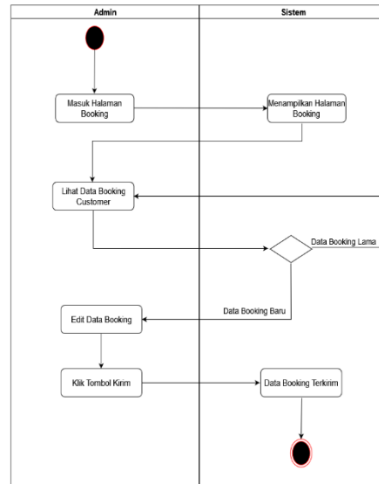 Admin
Sistem
Masuk Halaman
Booking
Menampilkan Halaman
Booking
Lihat Data Booking
Customer
Data Booking Lama
Data Booking Baru
Edit Data Booking
Klik Tombol Kirim
Data Booking Terkirim